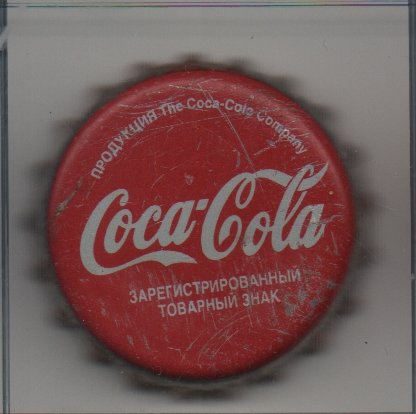 ПРОДУКЦИЯ The Coca-Cola Company
Coca-Cola
ЗАРЕГИСТРИРОВАННЫЙ
ТОВАРНЫЙ ЗНАК